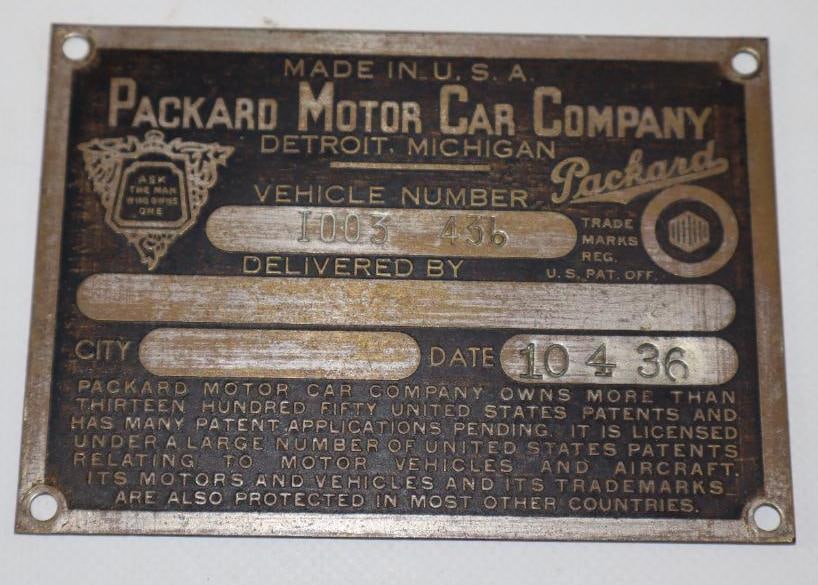 MADE IN U. S. A.
PACKARD MOTOR CAR COMPANY
DETROIT, MICHIGAN
Packard
ASK
THE MAN
WHO OWNS
ONE
VEHICLE NUMBER
1003 436
TRADE
MARKS
REG.
U. S. PAT. OFF.
DELIVERED BY
CITY
DATE 10 4 36
PACKARD MOTOR CAR COMPANY OWNS MORE THAN
THIRTEEN HUNDRED FIFTY UNITED STATES PATENTS AND
HAS MANY PATENT APPLICATIONS PENDING. IT IS LICENSED
UNDER A LARGE NUMBER OF UNITED STATES PATENTS
RELATING TO MOTOR VEHICLES AND AIRCRAFT.
ITS MOTORS AND VEHICLES AND ITS TRADEMARKS
ARE ALSO PROTECTED IN MOST OTHER COUNTRIES.